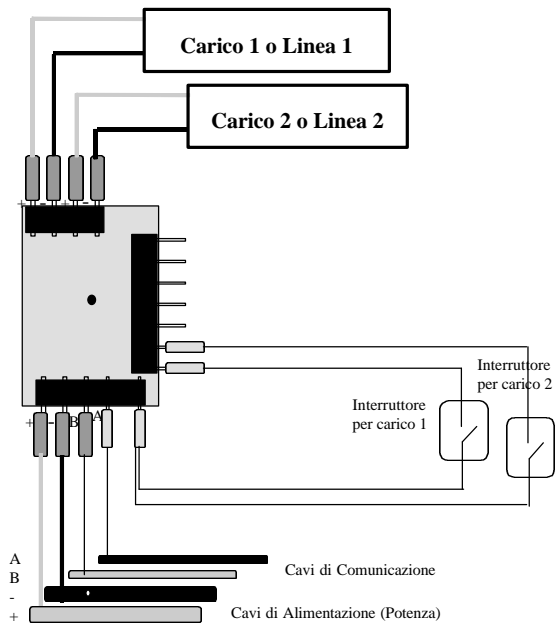 Carico 1 o Linea 1
Carico 2 o Linea 2
+ - + -
+ - B A
Interruttore
per carico 2
Interruttore
per carico 1
A
B
-
+
Cavi di Comunicazione
Cavi di Alimentazione (Potenza)